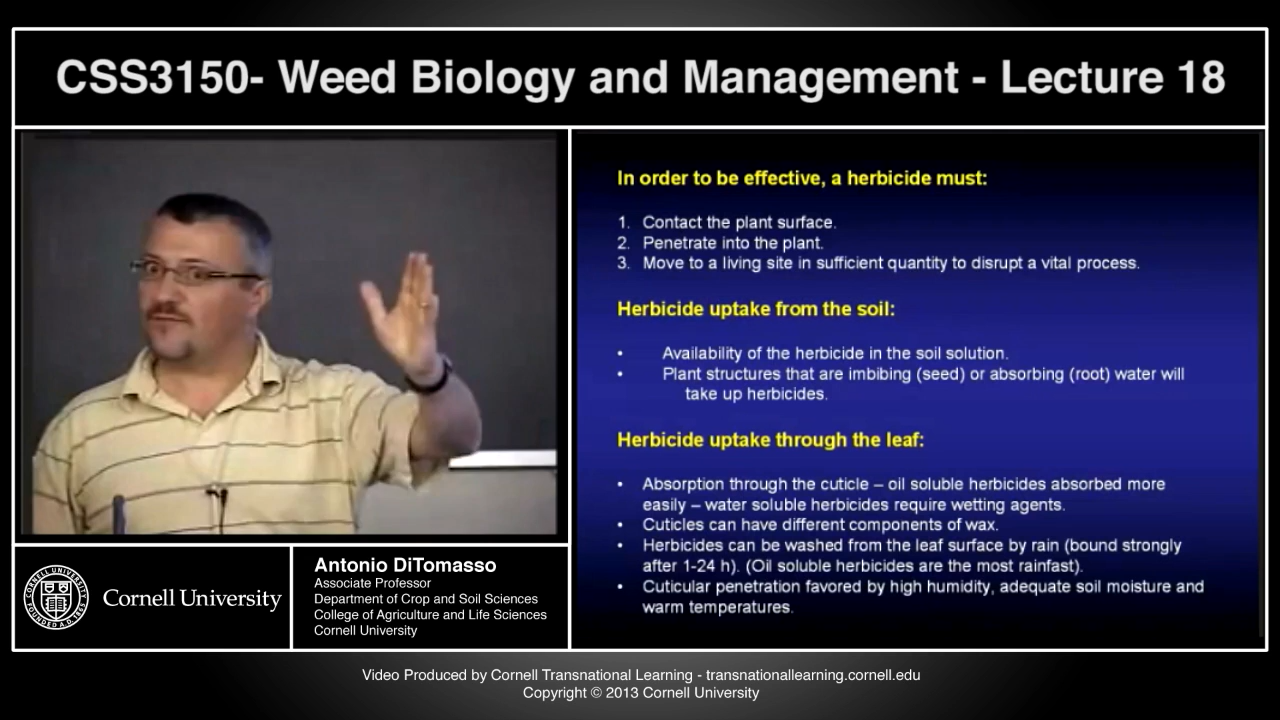 CSS3150- Weed Biology and Management - Lecture 18
In order to be effective, a herbicide must:
1. Contact the plant surface.
2. Penetrate into the plant.
3. Move to a living site in sufficient quantity to disrupt a vital process.
Herbicide uptake from the soil:
• Availability of the herbicide in the soil solution.
• Plant structures that are imbibing (seed) or absorbing (root) water will
take up herbicides.
Herbicide uptake through the leaf:
• Absorption through the cuticle – oil soluble herbicides absorbed more
easily – water soluble herbicides require wetting agents.
• Cuticles can have different components of wax.
• Herbicides can be washed from the leaf surface by rain (bound strongly
after 1-24 h). (Oil soluble herbicides are the most rainfast).
• Cuticular penetration favored by high humidity, adequate soil moisture and
warm temperatures.
CORNELL UNIVERSITY
FOUNDED A.D. 1865
Cornell University
Antonio DiTomasso
Associate Professor
Department of Crop and Soil Sciences
College of Agriculture and Life Sciences
Cornell University
Video Produced by Cornell Transnational Learning - transnationallearning.cornell.edu
Copyright © 2013 Cornell University